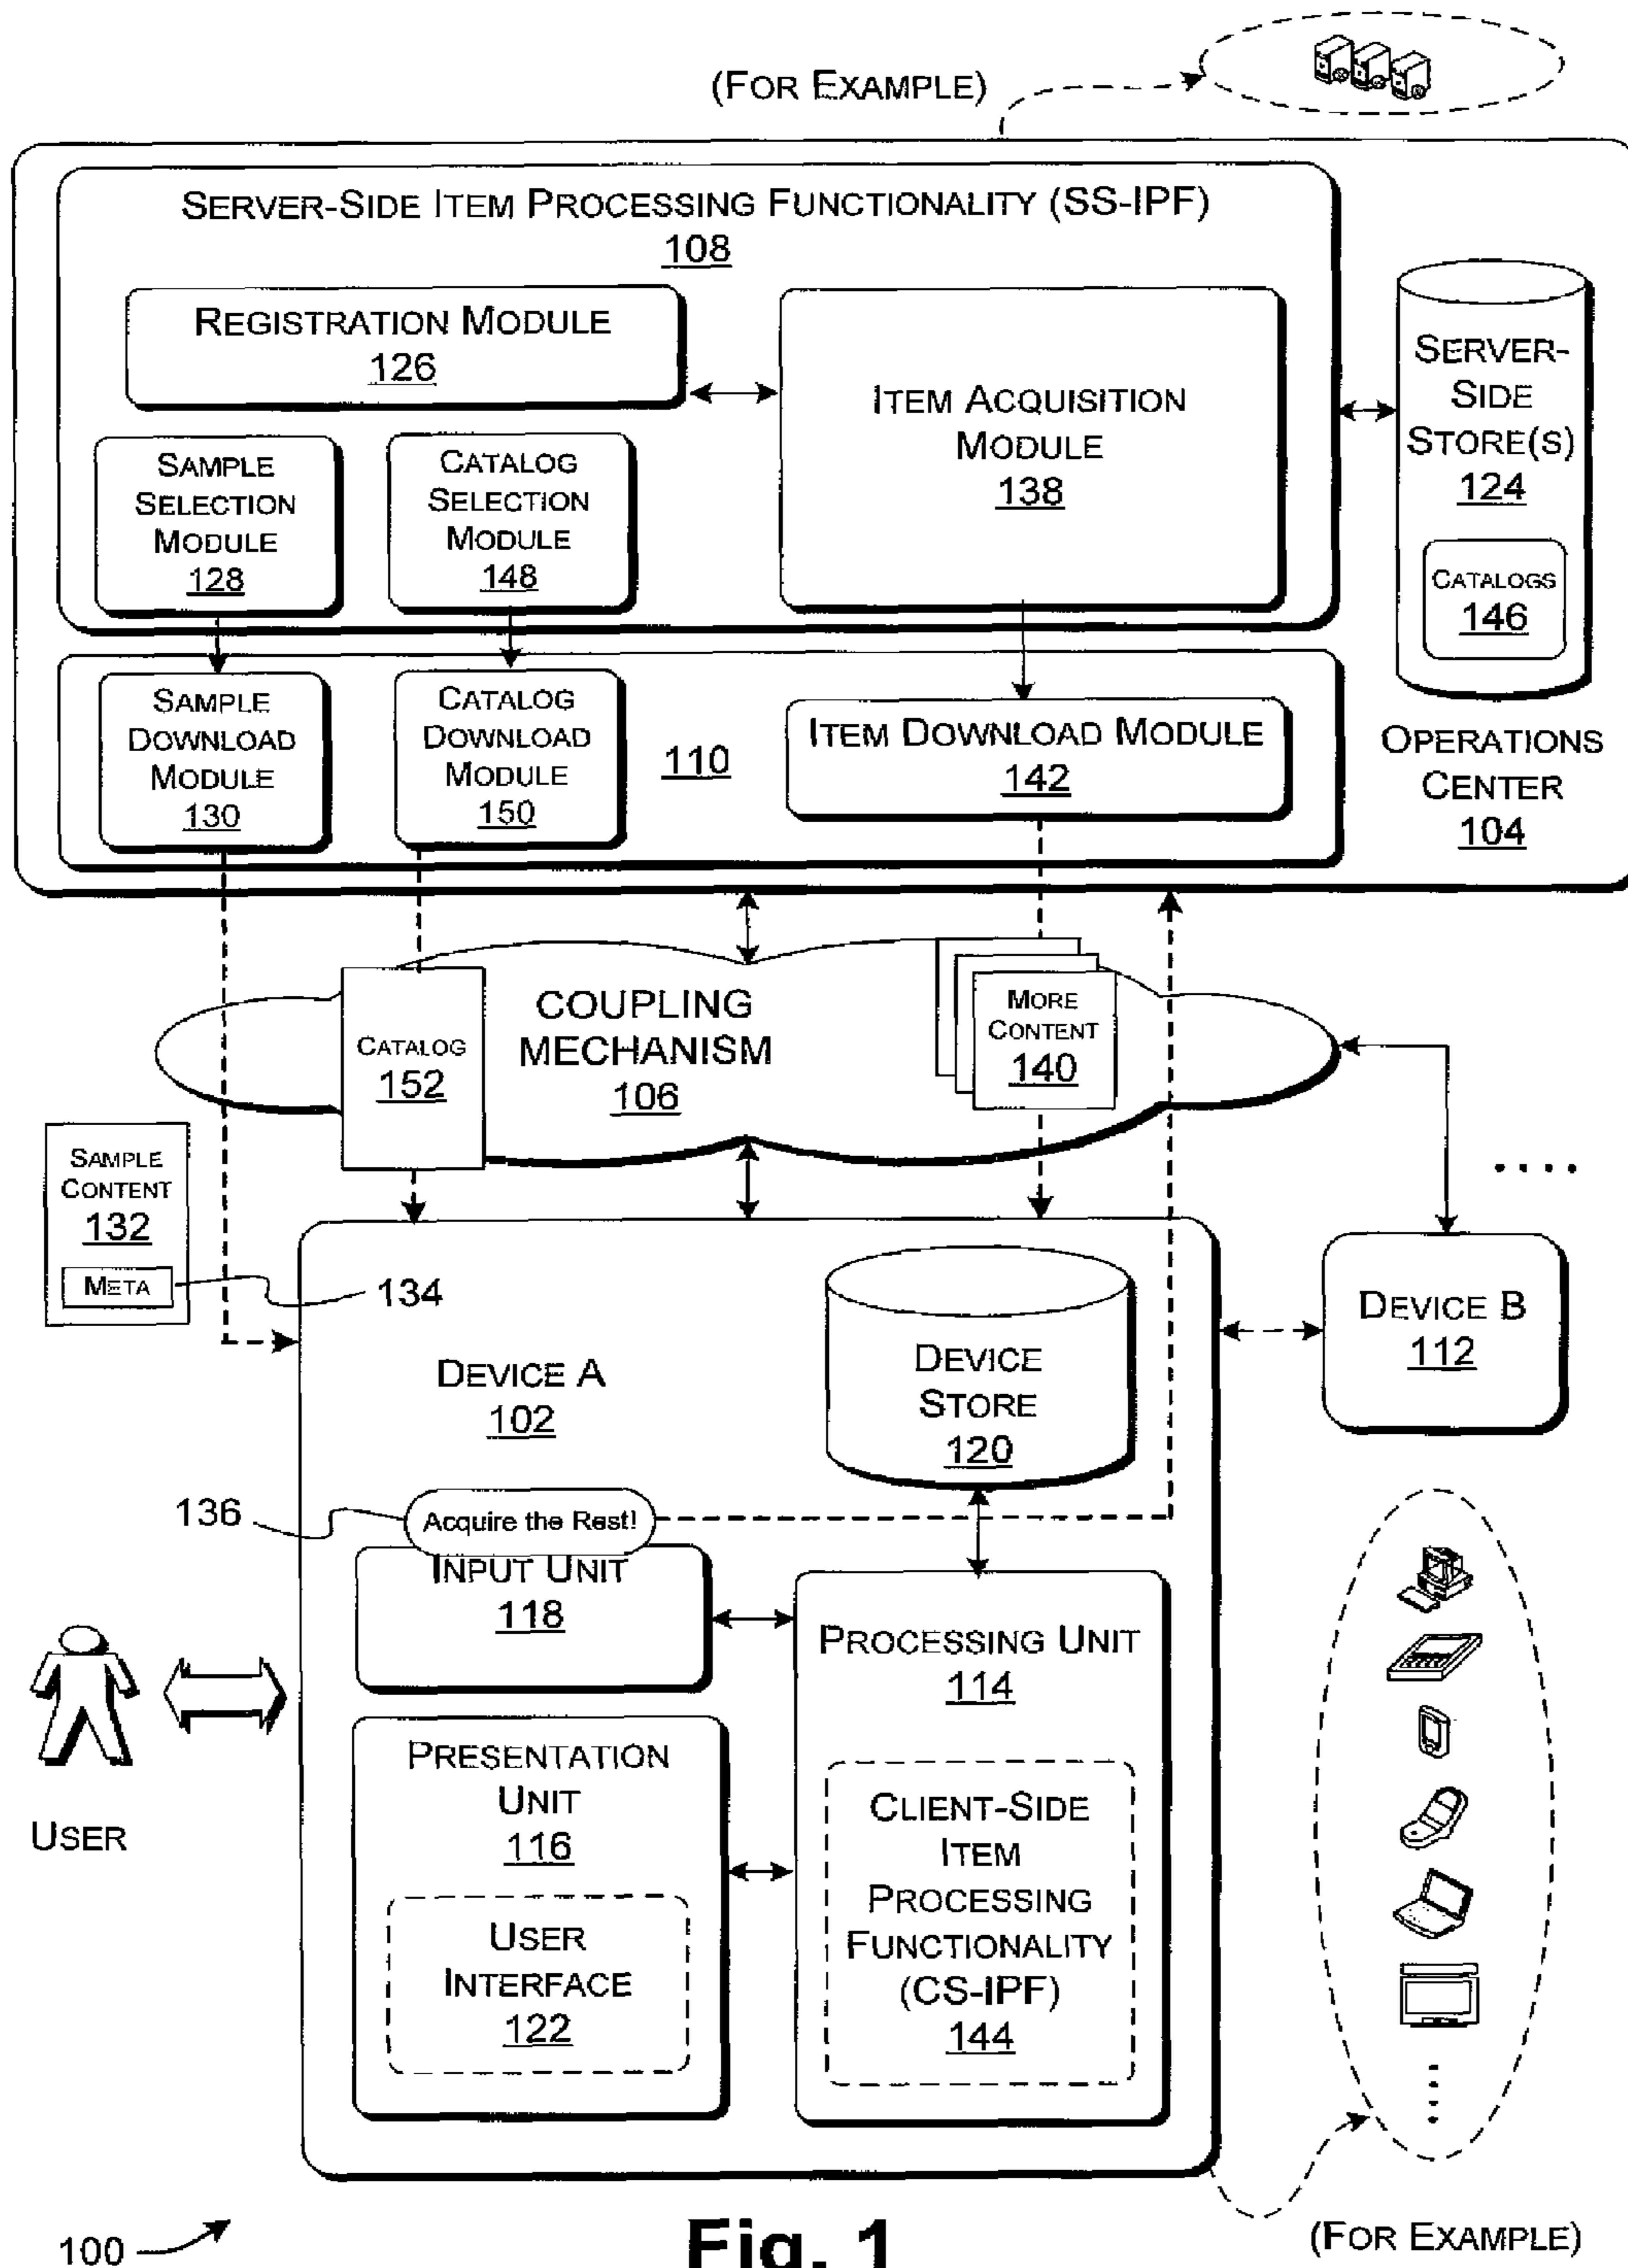 (FOR EXAMPLE)
SERVER-SIDE ITEM PROCESSING FUNCTIONALITY (SS-IPF)
108
REGISTRATION MODULE
126
ITEM ACQUISITION
MODULE
138
SERVER-
SIDE
STORE(S)
124
CATALOGS
146
SAMPLE
SELECTION
MODULE
128
CATALOG
SELECTION
MODULE
148
SAMPLE
DOWNLOAD
MODULE
130
CATALOG
DOWNLOAD
MODULE
150
110
ITEM DOWNLOAD MODULE
142
OPERATIONS
CENTER
104
CATALOG
152
COUPLING
MECHANISM
106
MORE
CONTENT
140
SAMPLE
CONTENT
132
META
134
DEVICE A
102
DEVICE
STORE
120
DEVICE B
112
136
Acquire the Rest!
INPUT UNIT
118
PROCESSING UNIT
114
USER
PRESENTATION
UNIT
116
USER
INTERFACE
122
CLIENT-SIDE
ITEM
PROCESSING
FUNCTIONALITY
(CS-IPF)
144
100
Fig. 1
(FOR EXAMPLE)